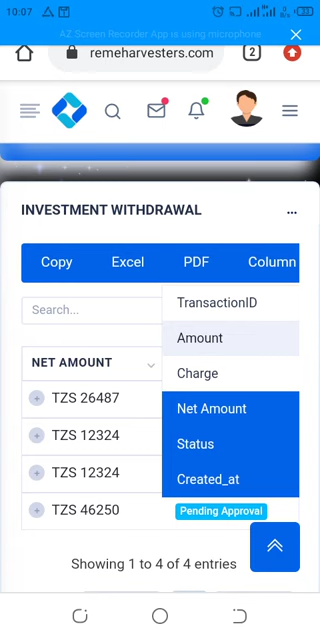 10:07
AZ Screen Recorder App is using microphone
remeharvesters.com
2
INVESTMENT WITHDRAWAL
...
Copy Excel PDF Column
Search...
TransactionID
Amount
Charge
Net Amount
Status
Created_at
NET AMOUNT
TZS 26487
TZS 12324
TZS 12324
TZS 46250
Pending Approval
Showing 1 to 4 of 4 entries